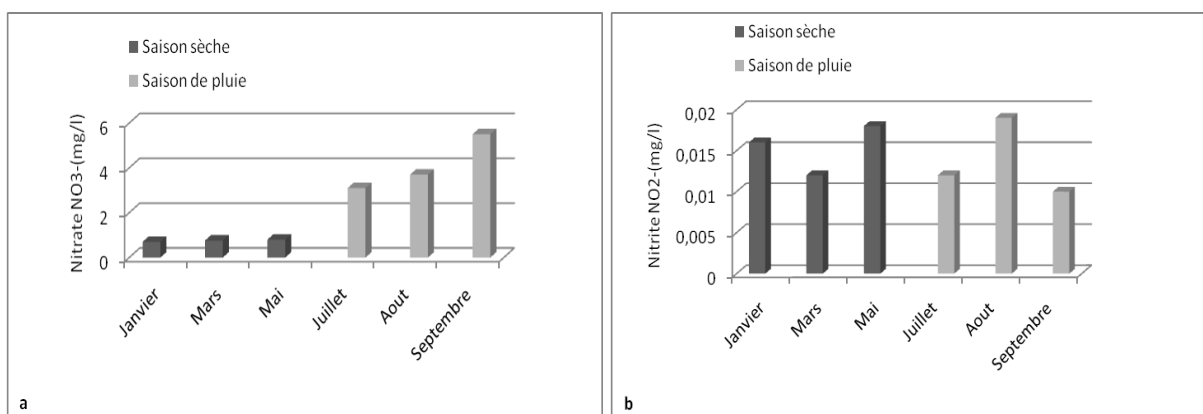 Saison sèche
Saison de pluie
Nitrate NO3-(mg/l)
6
4
2
0
Janvier
Mars
Mai
Juillet
Aout
Septembre
a
Saison sèche
Saison de pluie
Nitrite NO2-(mg/l)
0,02
0,015
0,01
0,005
0
Janvier
Mars
Mai
Juillet
Aout
Septembre
b